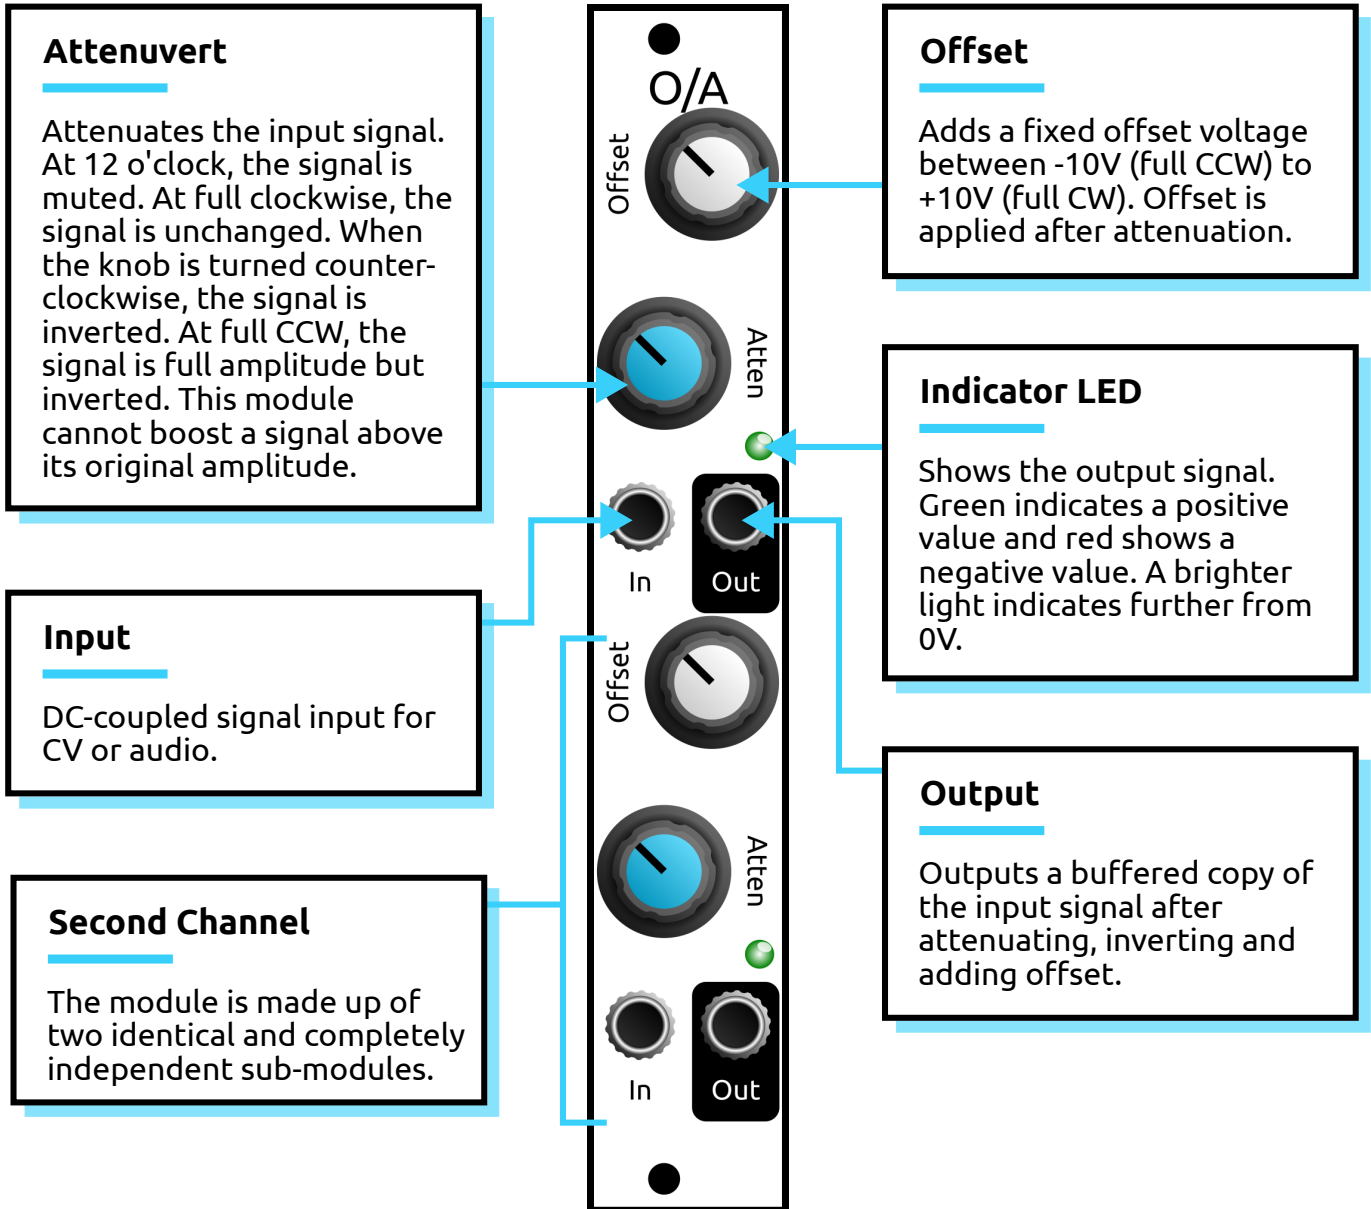 Attenuvert
Attenuates the input signal.
At 12 o'clock, the signal is
muted. At full clockwise, the
signal is unchanged. When
the knob is turned counter-
clockwise, the signal is
inverted. At full CCW, the
signal is full amplitude but
inverted. This module
cannot boost a signal above
its original amplitude.
Input
DC-coupled signal input for
CV or audio.
Second Channel
The module is made up of
two identical and completely
independent sub-modules.
O/A
Offset
Atten
In
Out
Offset
Atten
In
Out
Offset
Adds a fixed offset voltage
between -10V (full CCW) to
+10V (full CW). Offset is
applied after attenuation.
Indicator LED
Shows the output signal.
Green indicates a positive
value and red shows a
negative value. A brighter
light indicates further from
0V.
Output
Outputs a buffered copy of
the input signal after
attenuating, inverting and
adding offset.